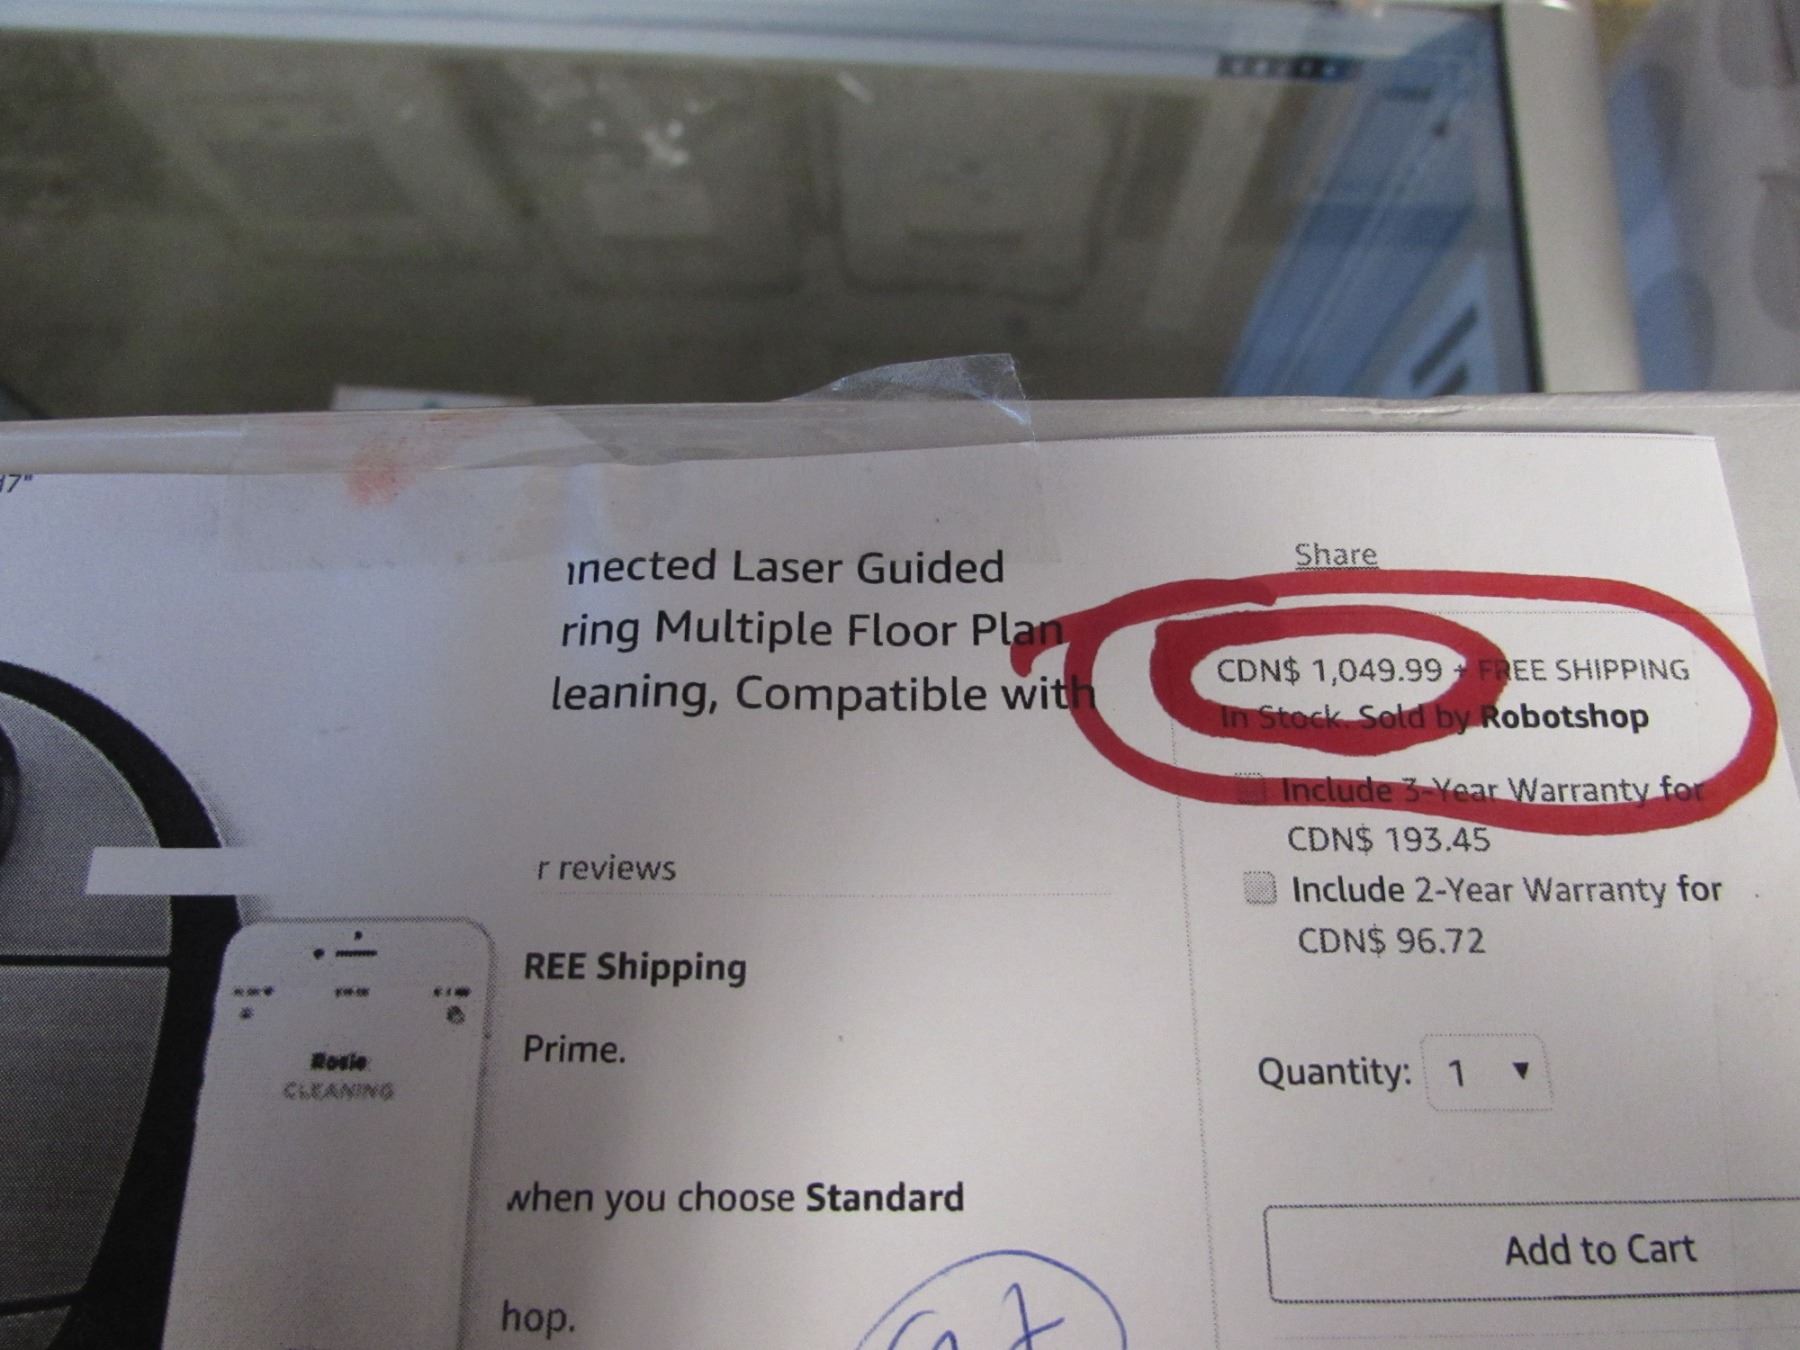 17"
nnected Laser Guided
ring Multiple Floor Plan
leaning, Compatible with
r reviews
REE Shipping
Prime.
when you choose Standard
hop.
Rosie
CLEANING
Share
CDN$ 1,049.99 + FREE SHIPPING
In Stock. Sold by Robotshop
Include 3-Year Warranty for
CDN$ 193.45
Include 2-Year Warranty for
CDN$ 96.72
Quantity: 1
Add to Cart